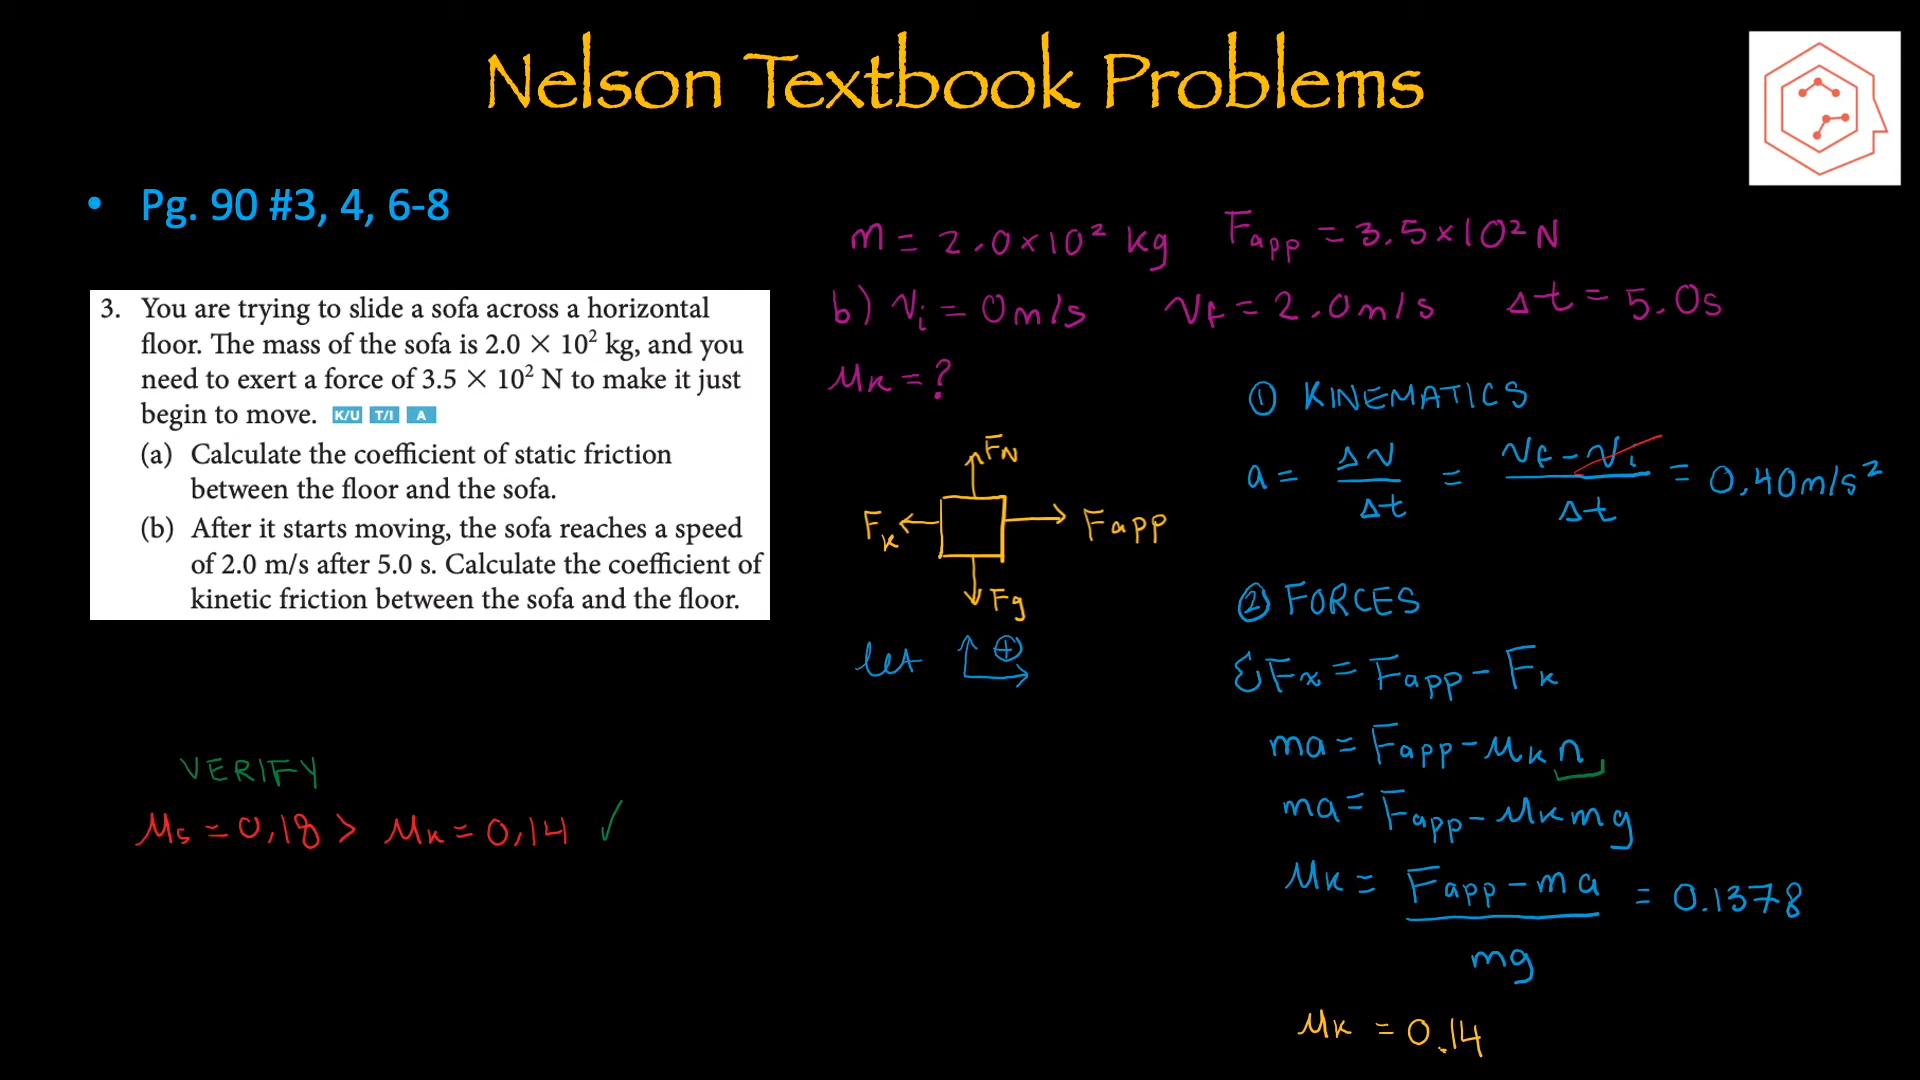 Nelson Textbook Problems
• Pg. 90 #3, 4, 6-8
3. You are trying to slide a sofa across a horizontal
floor. The mass of the sofa is 2.0 × 10² kg, and you
need to exert a force of 3.5 × 10² N to make it just
begin to move. K/U T/I A
(a) Calculate the coefficient of static friction
between the floor and the sofa.
(b) After it starts moving, the sofa reaches a speed
of 2.0 m/s after 5.0 s. Calculate the coefficient of
kinetic friction between the sofa and the floor.
VERIFY
μs = 0.18 > μk = 0.14 ✓
m = 2.0×10² kg Fapp = 3.5×10² N
b) vi = 0m/s vf = 2.0m/s Δt = 5.0s
μk = ?
FN
Fk
Fapp
Fg
let +
① KINEMATICS
a = Δv/Δt = (vf - vi)/Δt = 0.40m/s²
② FORCES
ΣFx = Fapp - Fk
ma = Fapp - μk n
ma = Fapp - μk mg
μk = (Fapp - ma)/mg = 0.1378
μk = 0.14